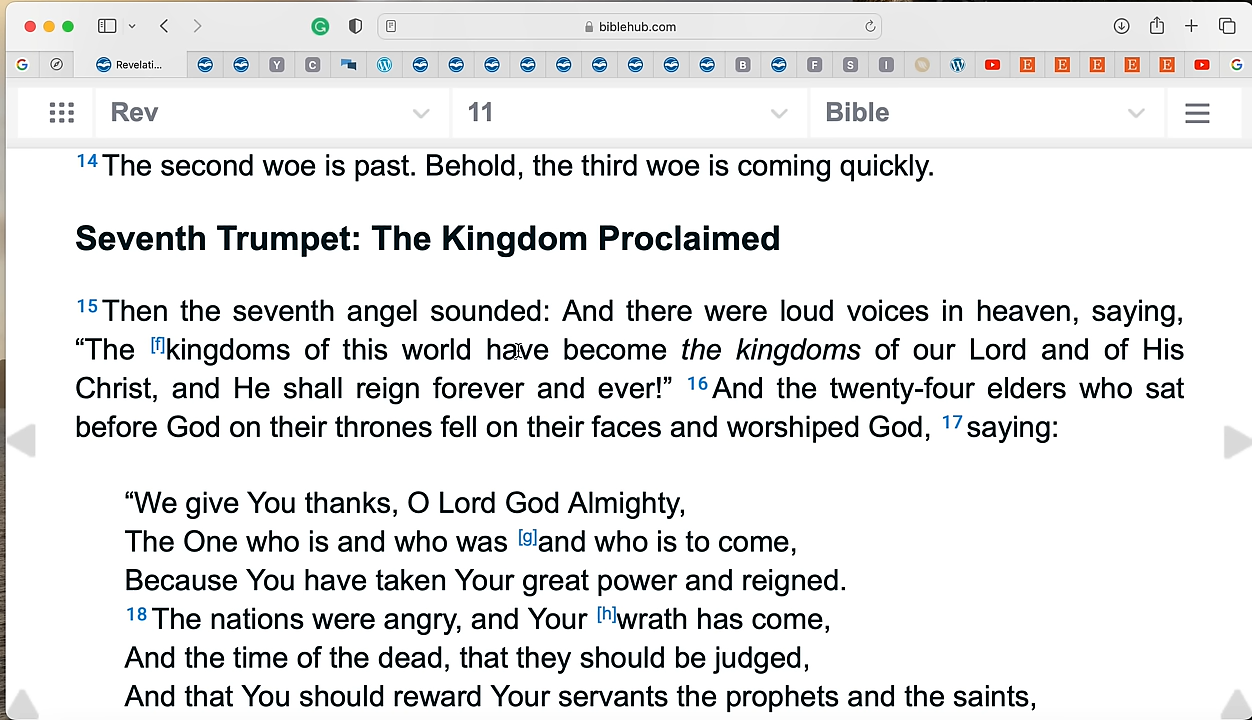 biblehub.com
Revelati...
Y
C
B
F
S
I
E
E
E
E
E
Rev
11
Bible
14 The second woe is past. Behold, the third woe is coming quickly.
Seventh Trumpet: The Kingdom Proclaimed
15 Then the seventh angel sounded: And there were loud voices in heaven, saying,
“The [f]kingdoms of this world have become the kingdoms of our Lord and of His
Christ, and He shall reign forever and ever!” 16 And the twenty-four elders who sat
before God on their thrones fell on their faces and worshiped God, 17 saying:
“We give You thanks, O Lord God Almighty,
The One who is and who was [g]and who is to come,
Because You have taken Your great power and reigned.
18 The nations were angry, and Your [h]wrath has come,
And the time of the dead, that they should be judged,
And that You should reward Your servants the prophets and the saints,